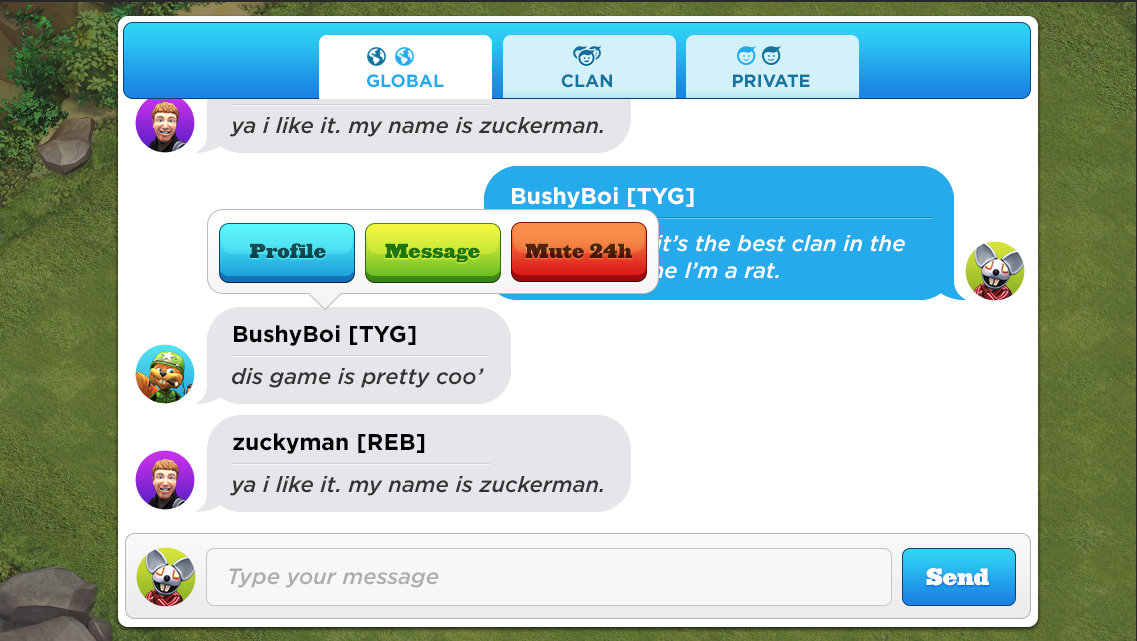 GLOBAL
CLAN
PRIVATE
ya i like it. my name is zuckerman.
BushyBoi [TYG]
it's the best clan in the
I'm a rat.
Profile
Message
Mute 24h
BushyBoi [TYG]
dis game is pretty coo’
zuckyman [REB]
ya i like it. my name is zuckerman.
Type your message
Send